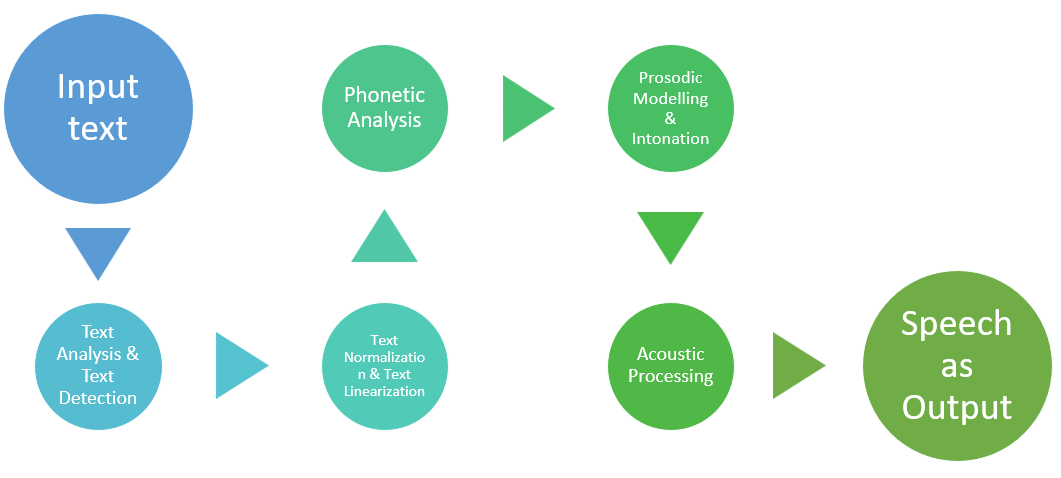 Input
text
Text
Analysis &
Text
Detection
Text
Normalizatio
n & Text
Linearization
Phonetic
Analysis
Prosodic
Modelling
&
Intonation
Acoustic
Processing
Speech
as
Output